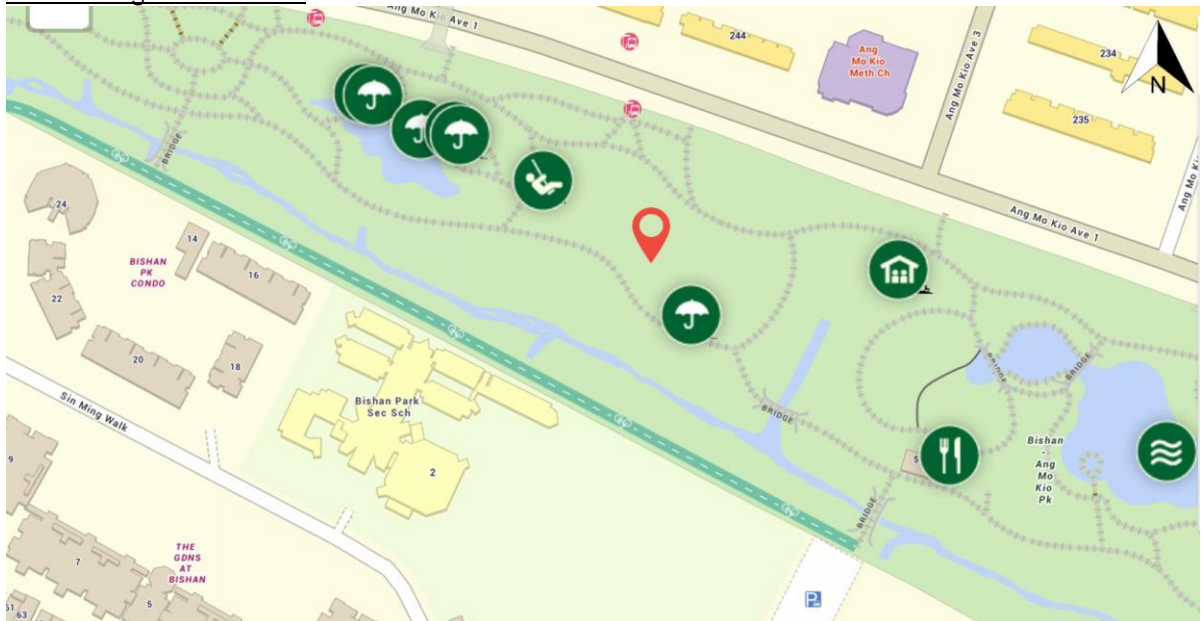 Ang Mo Kio Ave 1
244
Ang
Mo Kio
Meth Ch
Ang Mo Kio Ave 3
234
N
235
BRIDGE
24
14
BISHAN
PK
CONDO
16
22
20
18
Ang Mo Kio Ave 1
BRIDGE
BRIDGE
BRIDGE
Bishan Park
Sec Sch
2
Sin Ming Walk
9
5
Bishan
-
Ang
Mo
Kio
Pk
BRIDGE
THE
GDNS
AT
BISHAN
7
5
61
63
P